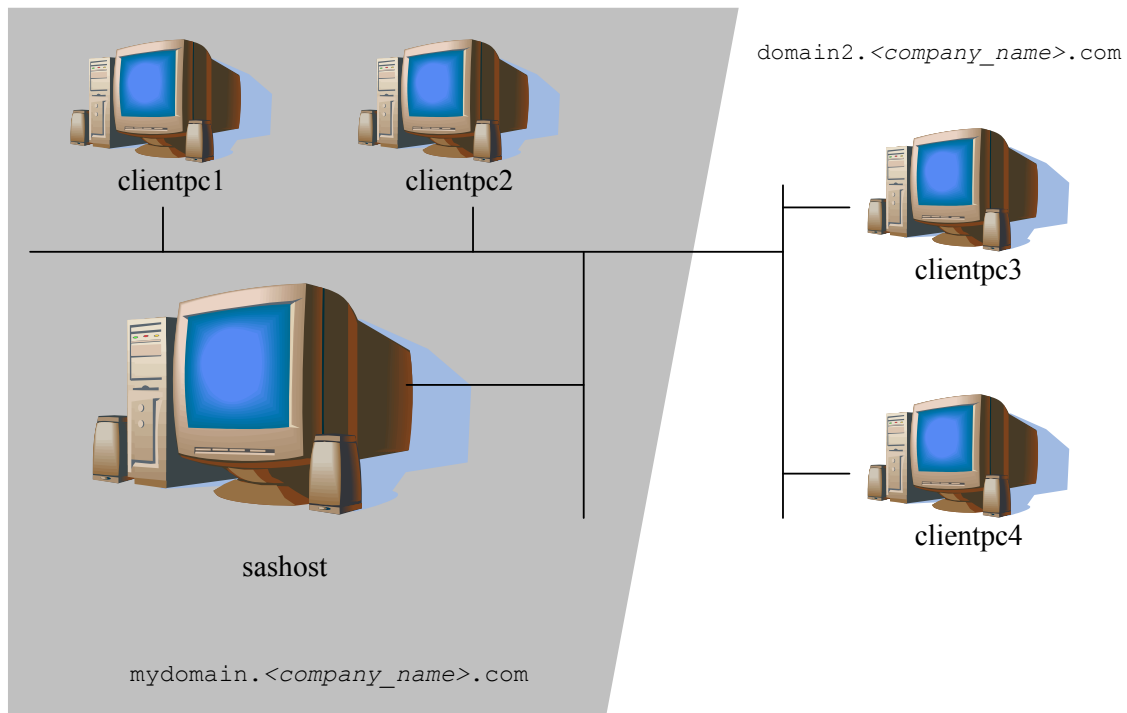 domain2.<company_name>.com
clientpc1
clientpc2
clientpc3
clientpc4
sashost
mydomain.<company_name>.com